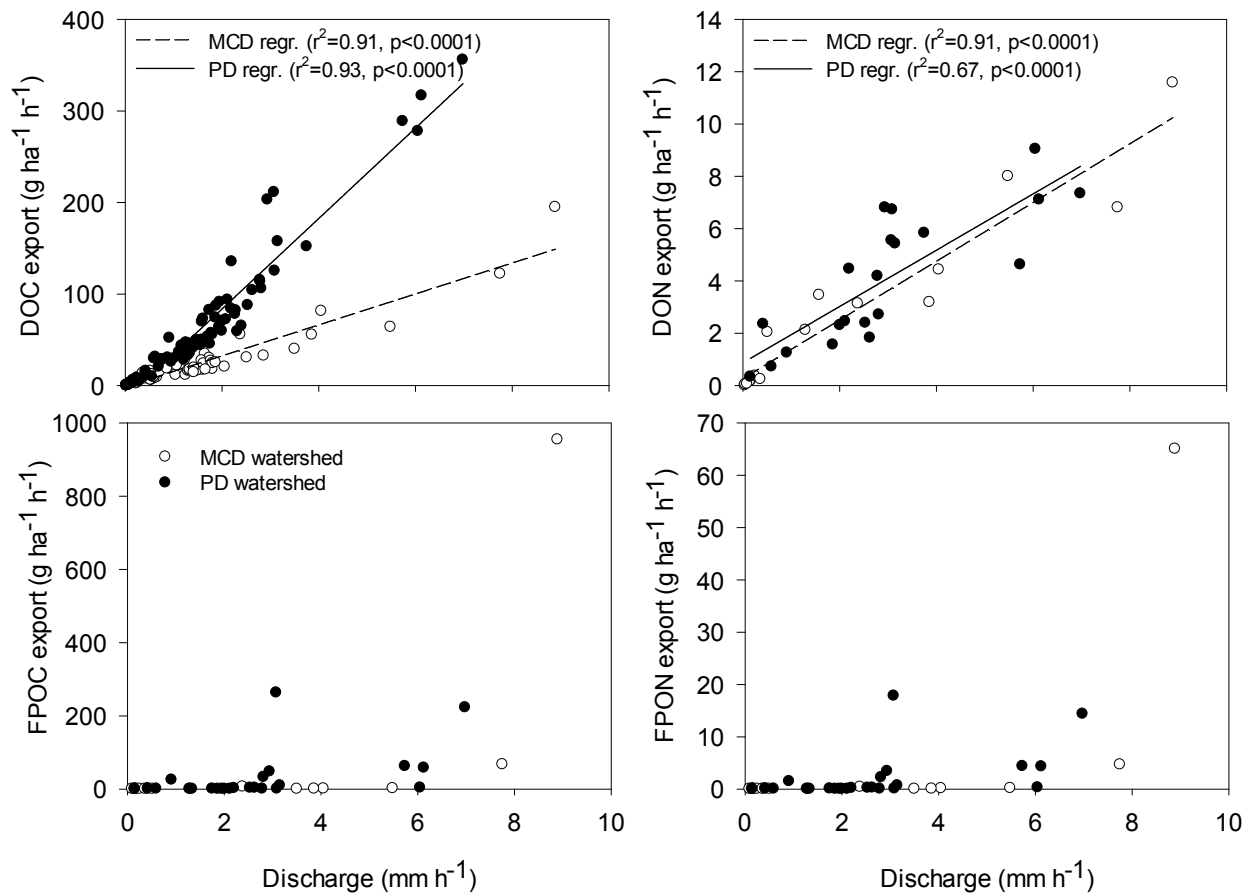 MCD regr. (r²=0.91, p<0.0001)
PD regr. (r²=0.93, p<0.0001)
400
300
200
100
0
DOC export (g ha⁻¹ h⁻¹)
MCD regr. (r²=0.91, p<0.0001)
PD regr. (r²=0.67, p<0.0001)
14
12
10
8
6
4
2
0
DON export (g ha⁻¹ h⁻¹)
MCD watershed
PD watershed
1000
800
600
400
200
0
FPOC export (g ha⁻¹ h⁻¹)
0 2 4 6 8 10
Discharge (mm h⁻¹)
70
60
50
40
30
20
10
0
FPON export (g ha⁻¹ h⁻¹)
0 2 4 6 8 10
Discharge (mm h⁻¹)